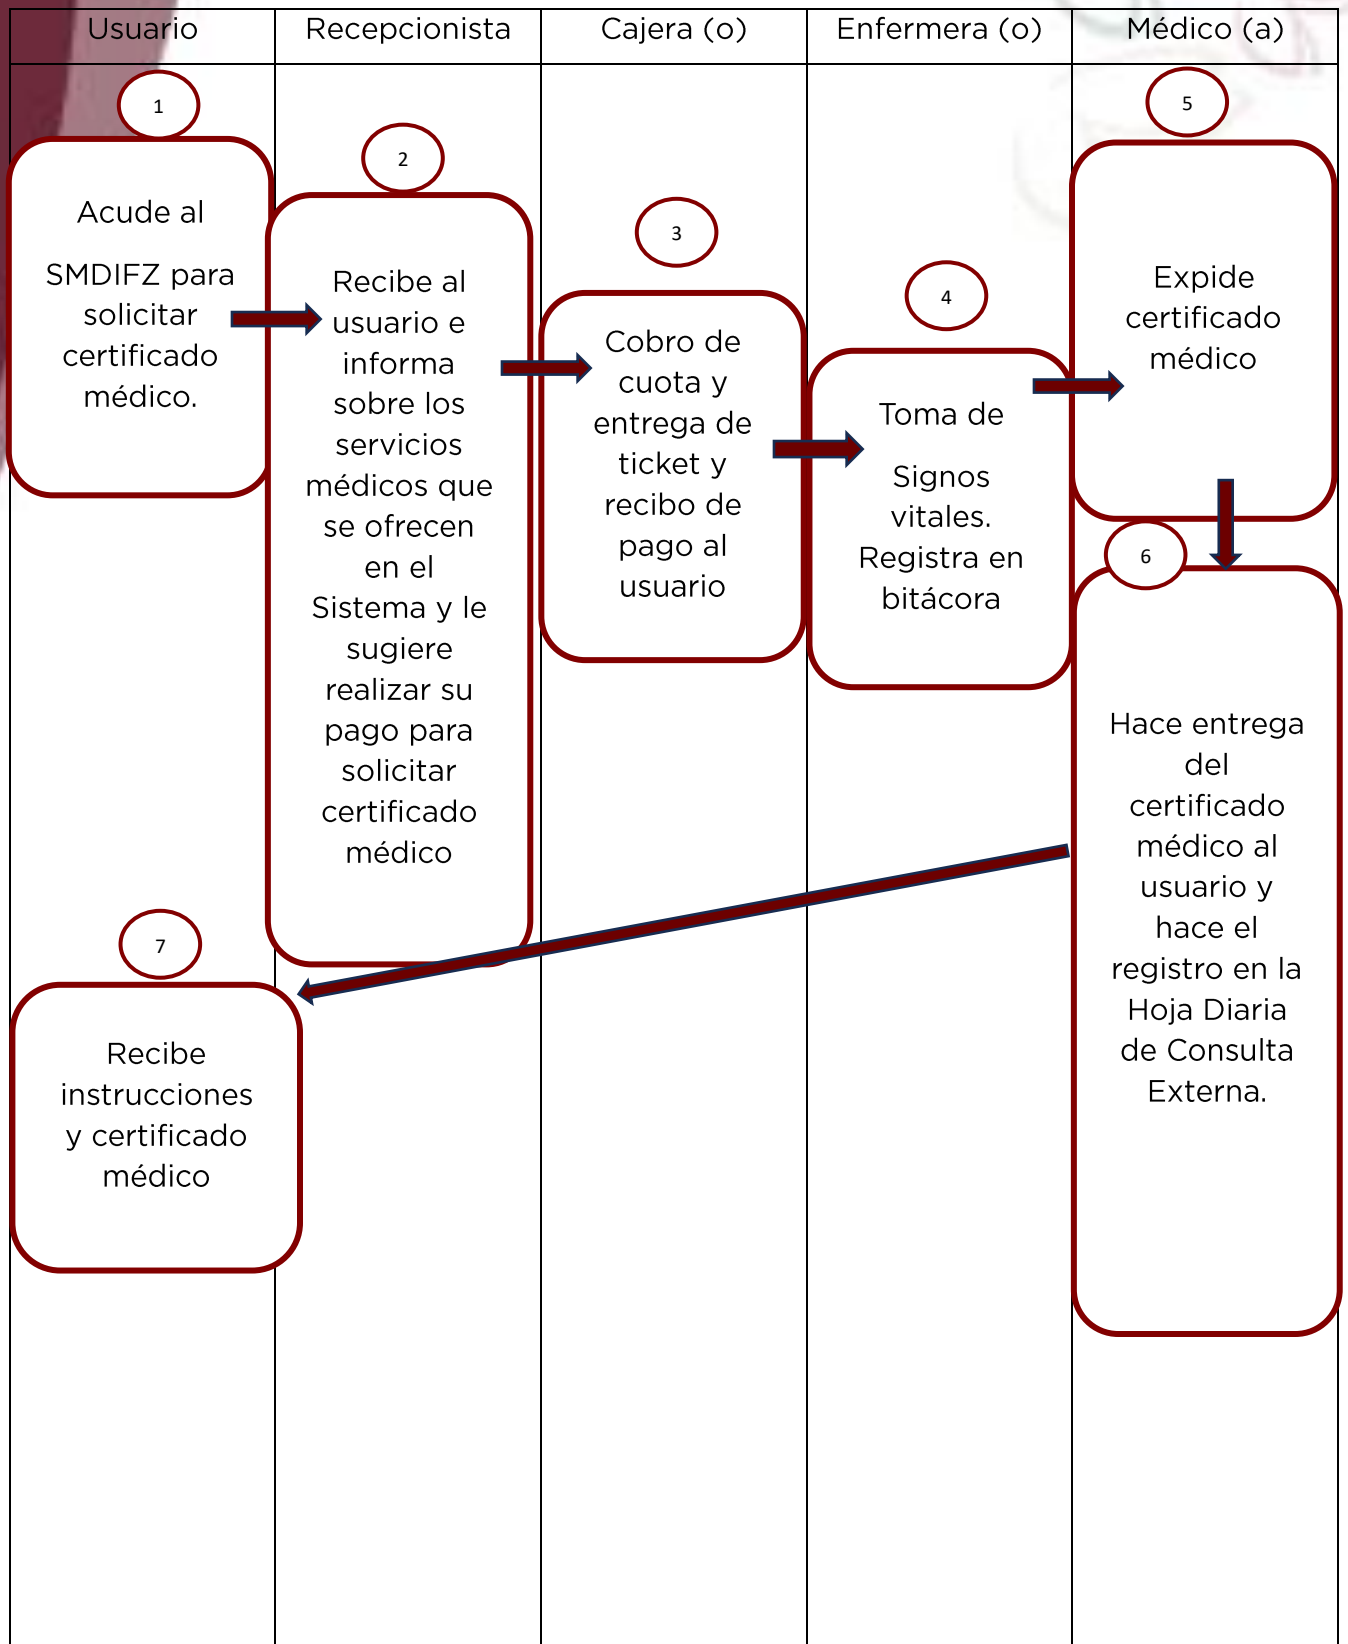 Usuario
Recepcionista
Cajera (o)
Enfermera (o)
Médico (a)
1
Acude al
SMDIFZ para
solicitar
certificado
médico.
2
Recibe al
usuario e
informa
sobre los
servicios
médicos que
se ofrecen
en el
Sistema y le
sugiere
realizar su
pago para
solicitar
certificado
médico
3
Cobro de
cuota y
entrega de
ticket y
recibo de
pago al
usuario
4
Toma de
Signos
vitales.
Registra en
bitácora
5
Expide
certificado
médico
6
Hace entrega
del
certificado
médico al
usuario y
hace el
registro en la
Hoja Diaria
de Consulta
Externa.
7
Recibe
instrucciones
y certificado
médico